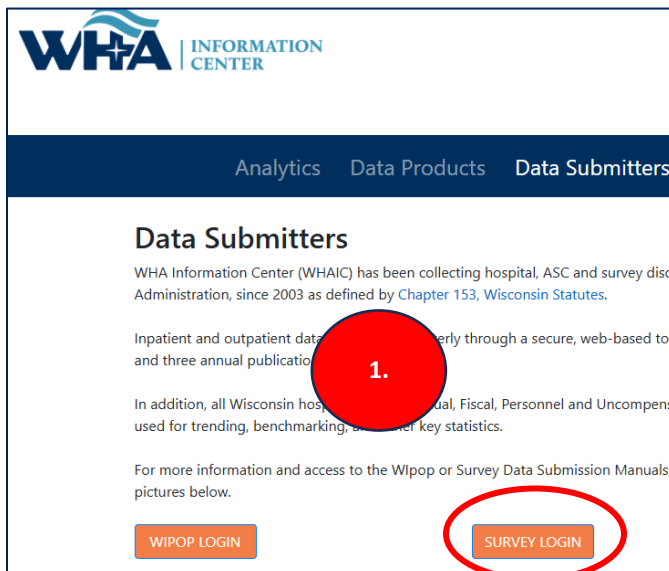 WHA INFORMATION
CENTER
Analytics Data Products Data Submitters
Data Submitters
WHA Information Center (WHAIC) has been collecting hospital, ASC and survey disc
Administration, since 2003 as defined by Chapter 153, Wisconsin Statutes.
Inpatient and outpatient data erly through a secure, web-based to
and three annual publicatio
1.
In addition, all Wisconsin hosp ual, Fiscal, Personnel and Uncompens
used for trending, benchmarking, a er key statistics.
For more information and access to the WIpop or Survey Data Submission Manuals
pictures below.
WIPOP LOGIN SURVEY LOGIN